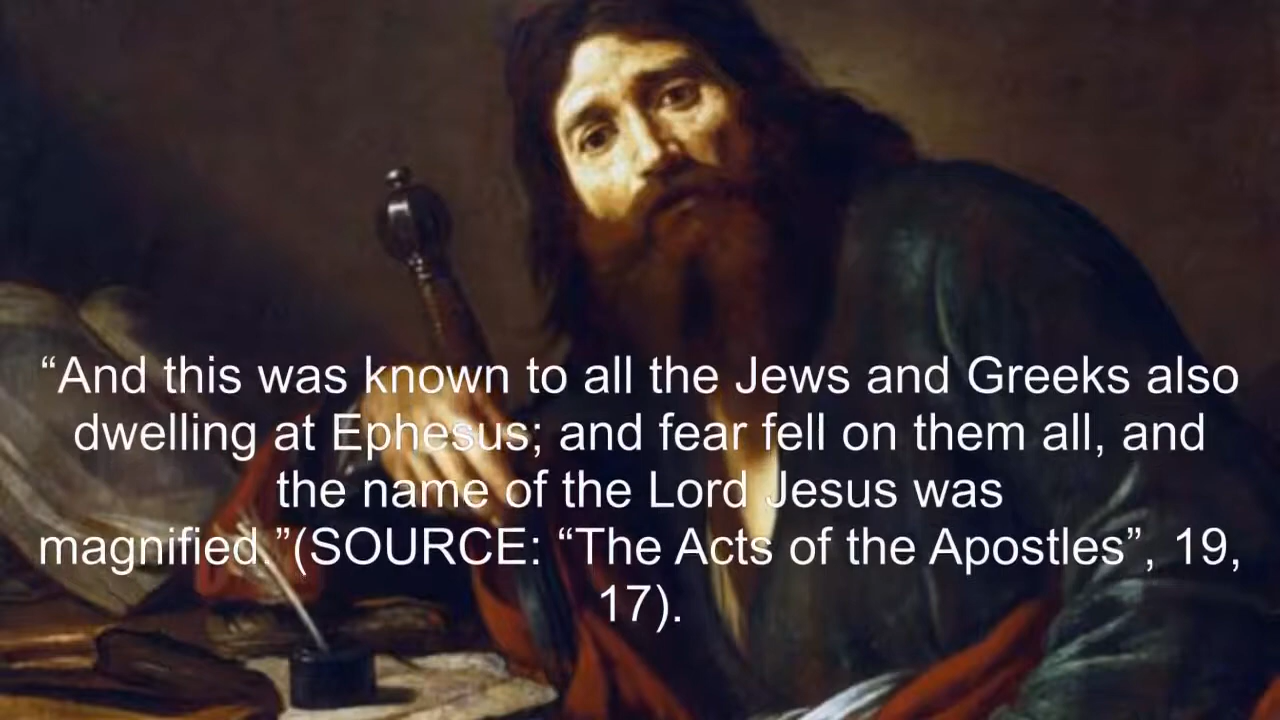 “And this was known to all the Jews and Greeks also
dwelling at Ephesus; and fear fell on them all, and
the name of the Lord Jesus was
magnified.”(SOURCE: “The Acts of the Apostles”, 19,
17).